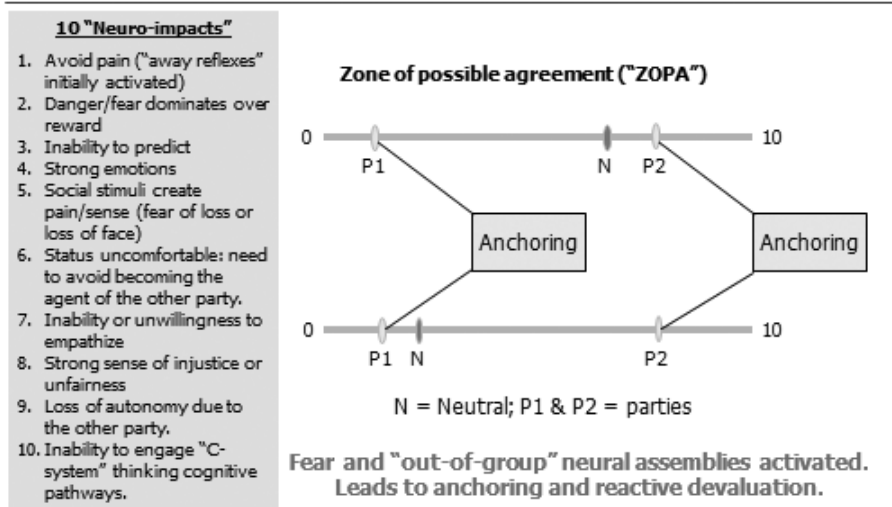 10 “Neuro-impacts”
1. Avoid pain (“away reflexes”
initially activated)
2. Danger/fear dominates over
reward
3. Inability to predict
4. Strong emotions
5. Social stimuli create
pain/sense (fear of loss or
loss of face)
6. Status uncomfortable: need
to avoid becoming the
agent of the other party.
7. Inability or unwillingness to
empathize
8. Strong sense of injustice or
unfairness
9. Loss of autonomy due to
the other party.
10. Inability to engage “C-
system” thinking cognitive
pathways.
Zone of possible agreement (“ZOPA”)
0 10
P1 N P2
Anchoring Anchoring
0 10
P1 N P2
N = Neutral; P1 & P2 = parties
Fear and “out-of-group” neural assemblies activated.
Leads to anchoring and reactive devaluation.